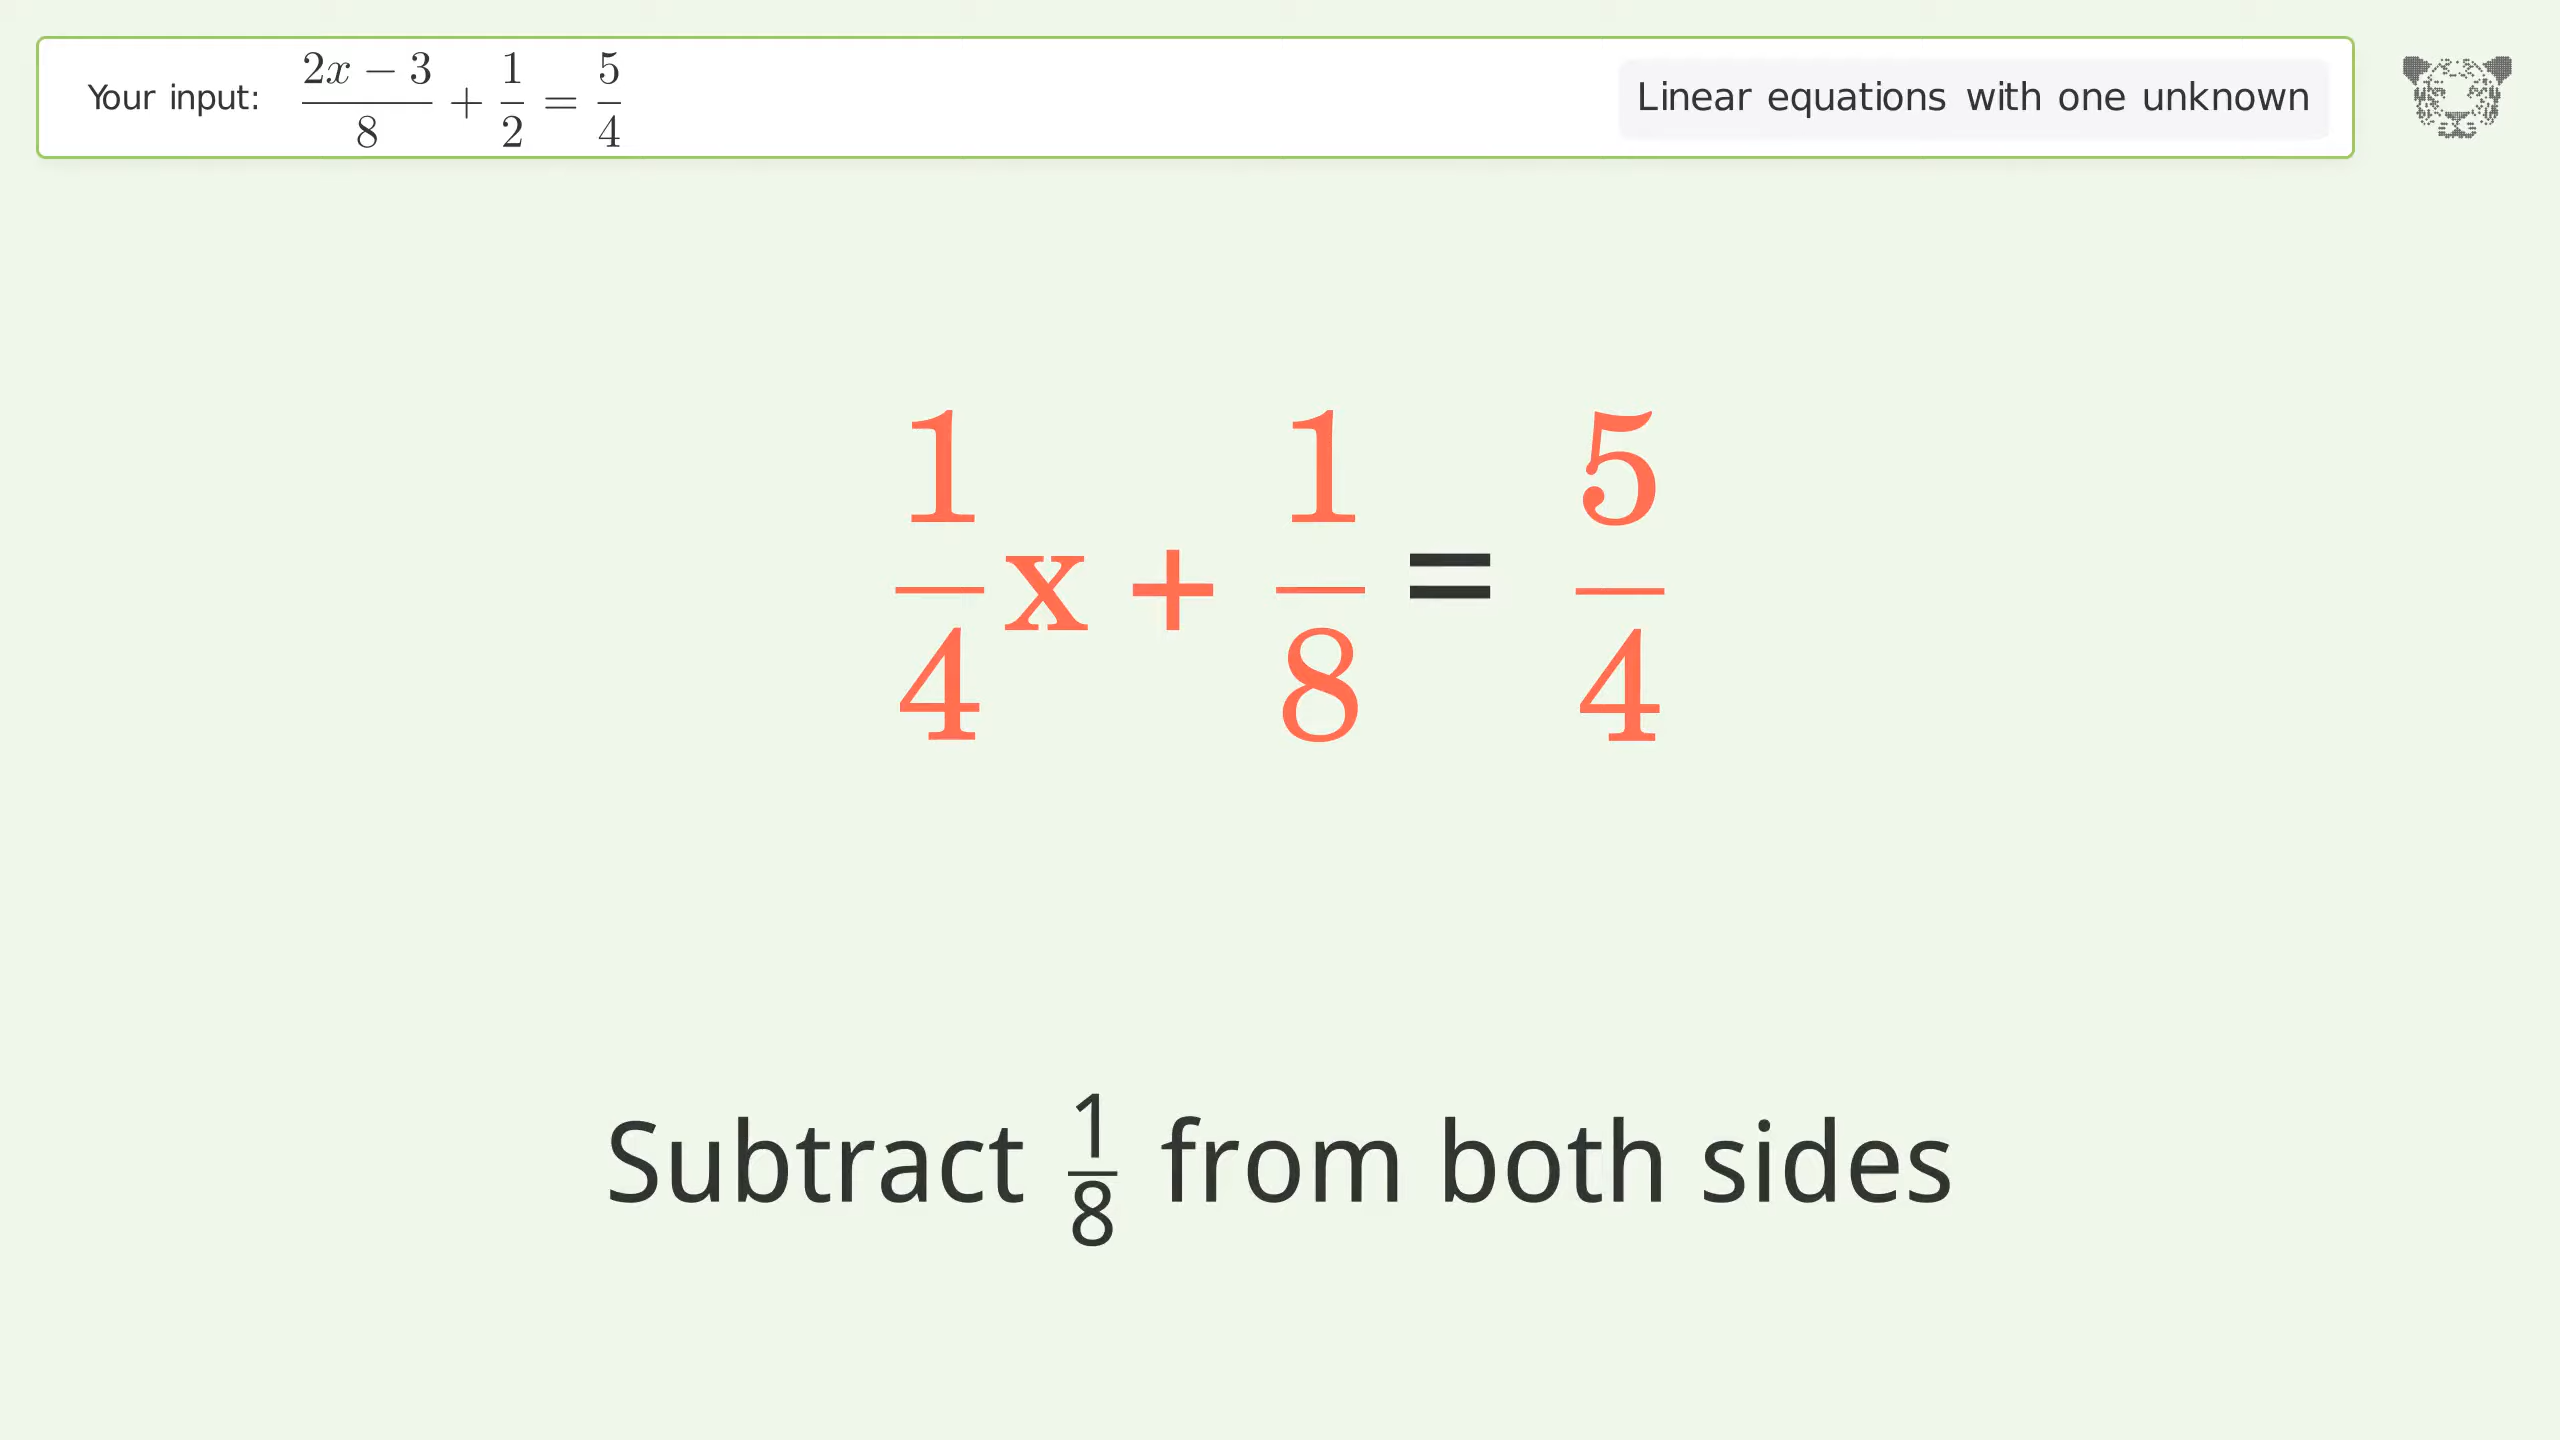 Your input: (2x − 3)/8 + 1/2 = 5/4
Linear equations with one unknown
1/4 x + 1/8 = 5/4
Subtract 1/8 from both sides